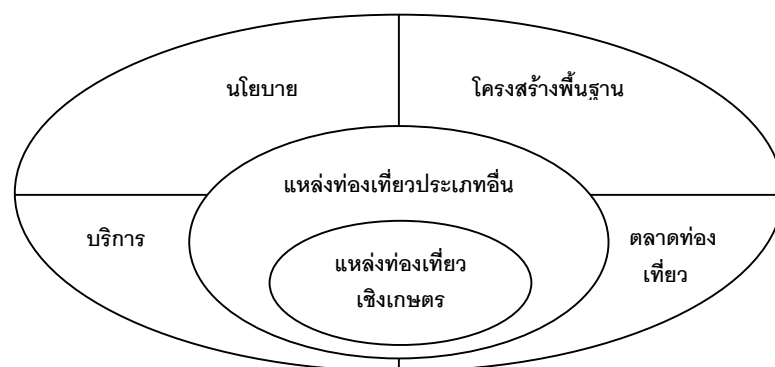 นโยบาย
โครงสร้างพื้นฐาน
แหล่งท่องเที่ยวประเภทอื่น
บริการ
ตลาดท่อง
เที่ยว
แหล่งท่องเที่ยว
เชิงเกษตร